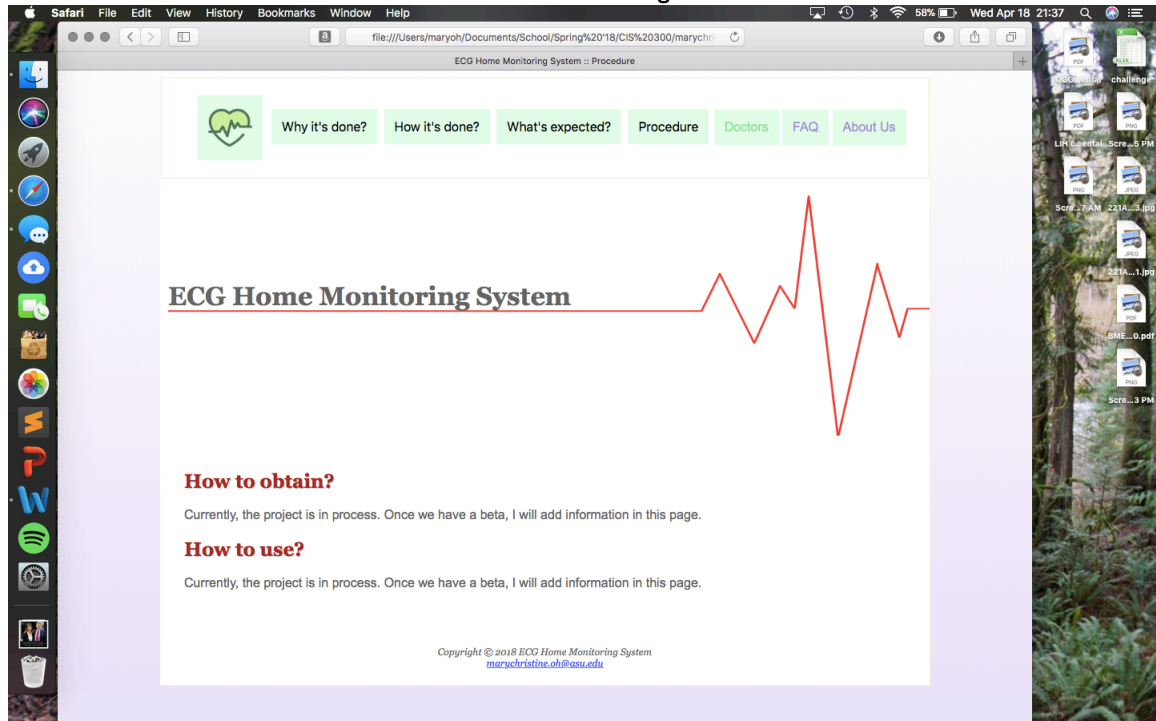 Safari File Edit View History Bookmarks Window Help 58% Wed Apr 18 21:37
file:///Users/maryoh/Documents/School/Spring%20'18/CIS%20300/marychri
ECG Home Monitoring System :: Procedure
Why it's done? How it's done? What's expected? Procedure Doctors FAQ About Us
ECG Home Monitoring System
How to obtain?
Currently, the project is in process. Once we have a beta, I will add information in this page.
How to use?
Currently, the project is in process. Once we have a beta, I will add information in this page.
Copyright © 2018 ECG Home Monitoring System
marychristine.oh@asu.edu
PDF XLSX
challenge
PDF PNG
Scre...5 PM
PNG JPEG
Scre...7 AM 221A...3.jpg
JPEG
221A...1.jpg
PDF
BME...0.pdf
PNG
Scre...3 PM